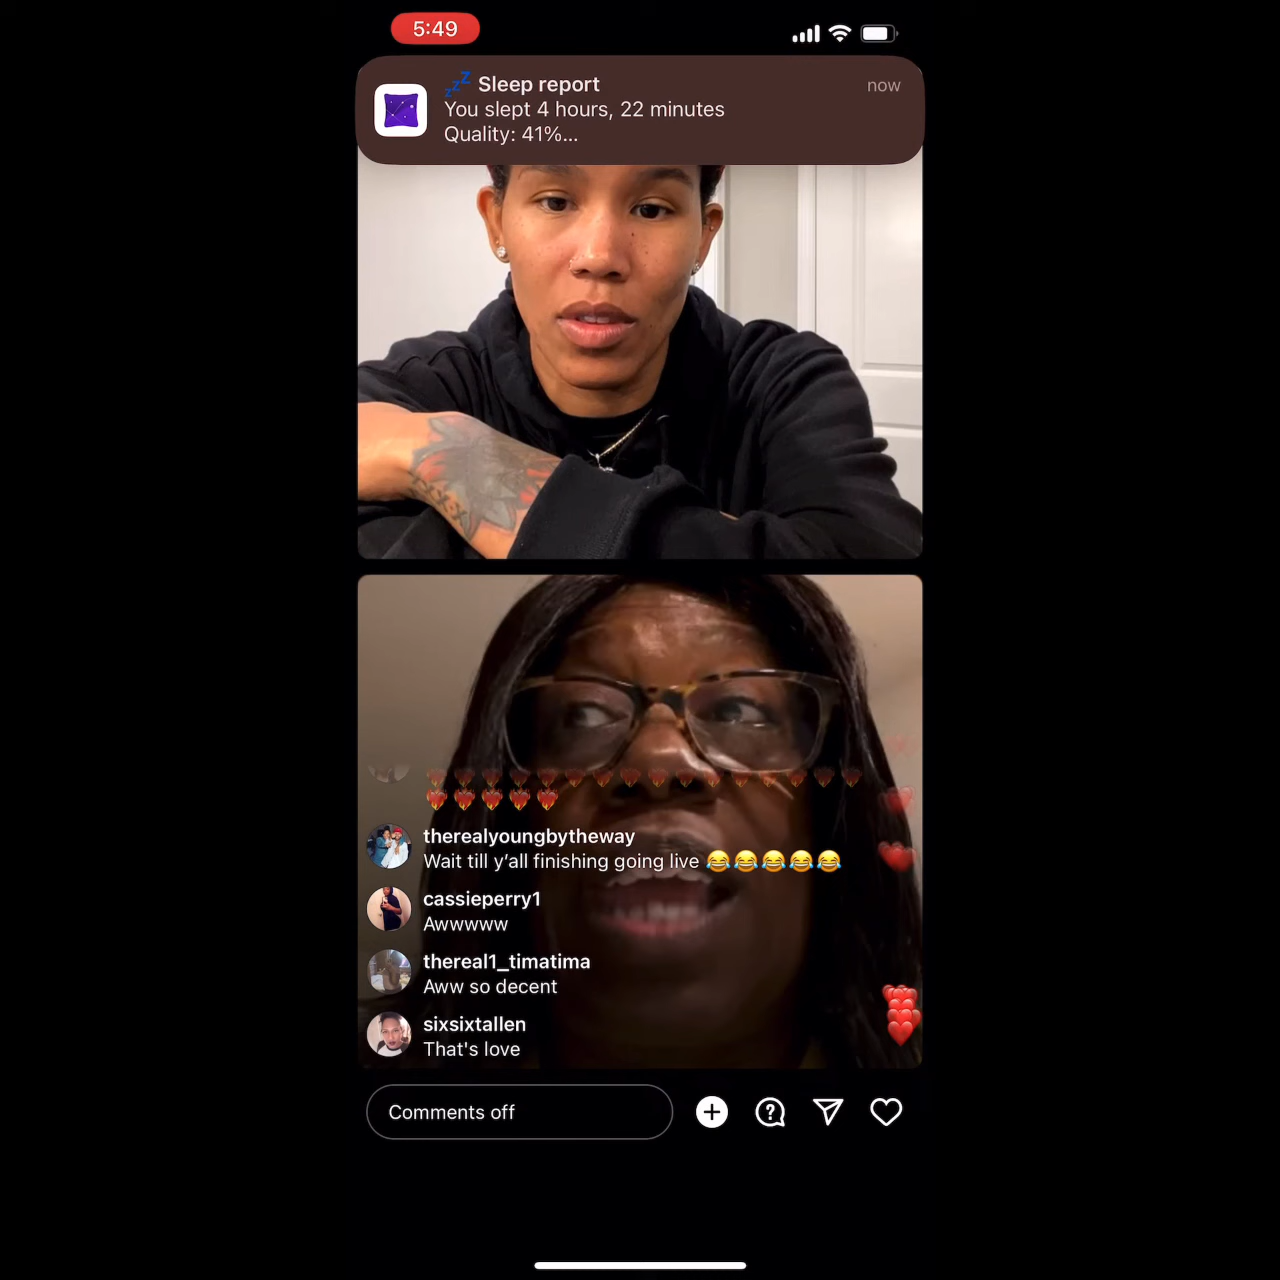 5:49
💤 Sleep report
now
You slept 4 hours, 22 minutes
Quality: 41%...
therealyoungbytheway
Wait till y'all finishing going live 😂😂😂😂😂
cassieperry1
Awwwww
thereal1_timatima
Aww so decent
sixsixtallen
That's love
Comments off